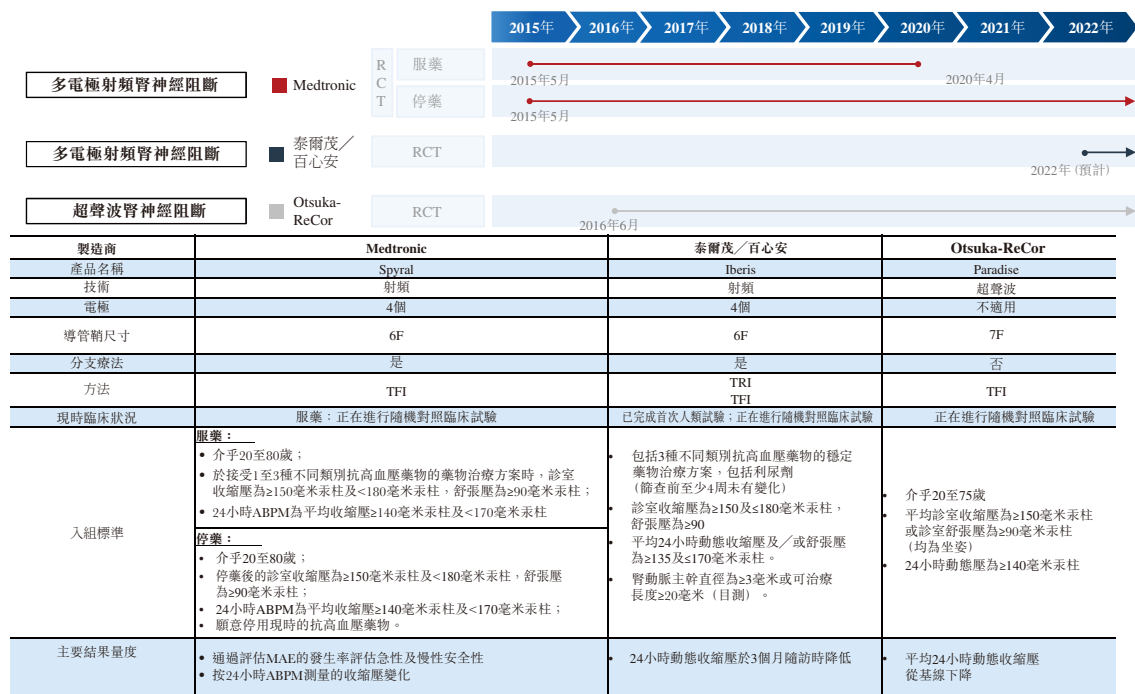 2015年 2016年 2017年 2018年 2019年 2020年 2021年 2022年
多電極射頻腎神經阻斷
Medtronic
R
C
T
服藥
2015年5月
2020年4月
停藥
2015年5月
多電極射頻腎神經阻斷
泰爾茂／
百心安
RCT
2022年 (預計)
超聲波腎神經阻斷
Otsuka-
ReCor
RCT
2016年6月
製造商 Medtronic 泰爾茂／百心安 Otsuka-ReCor
產品名稱 Spyral Iberis Paradise
技術 射頻 射頻 超聲波
電極 4個 4個 不適用
導管鞘尺寸 6F 6F 7F
分支療法 是 是 否
方法 TFI
TRI
TFI
TFI
現時臨床狀況 服藥：正在進行隨機對照臨床試驗 已完成首次人類試驗；正在進行隨機對照臨床試驗 正在進行隨機對照臨床試驗
入組標準
服藥：
• 介乎20至80歲；
• 於接受1至3種不同類別抗高血壓藥物的藥物治療方案時，診室
收縮壓為≥150毫米汞柱及<180毫米汞柱，舒張壓為≥90毫米汞柱；
• 24小時ABPM為平均收縮壓≥140毫米汞柱及<170毫米汞柱
停藥：
• 介乎20至80歲；
• 停藥後的診室收縮壓為≥150毫米汞柱及<180毫米汞柱，舒張壓
為≥90毫米汞柱；
• 24小時ABPM為平均收縮壓≥140毫米汞柱及<170毫米汞柱；
• 願意停用現時的抗高血壓藥物。
• 包括3種不同類別抗高血壓藥物的穩定
藥物治療方案，包括利尿劑
(篩查前至少4周未有變化)
• 診室收縮壓為≥150及≤180毫米汞柱，
舒張壓為≥90
• 平均24小時動態收縮壓及／或舒張壓
為≥135及≤170毫米汞柱。
• 腎動脈主幹直徑為≥3毫米或可治療
長度≥20毫米（目測）。
• 介乎20至75歲
• 平均診室收縮壓為≥150毫米汞柱
或診室舒張壓為≥90毫米汞柱
(均為坐姿)
• 24小時動態壓為≥140毫米汞柱
主要結果量度
• 通過評估MAE的發生率評估急性及慢性安全性
• 按24小時ABPM測量的收縮壓變化
• 24小時動態收縮壓於3個月隨訪時降低
• 平均24小時動態收縮壓
從基線下降